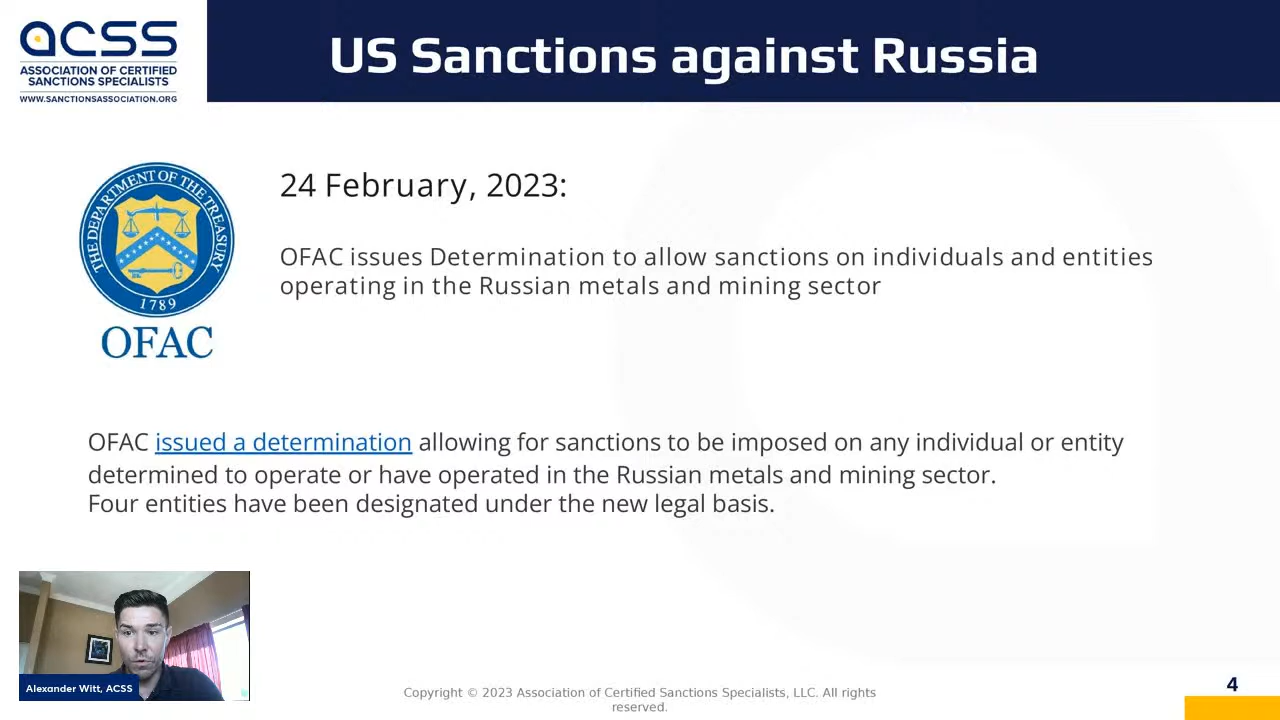 acss
ASSOCIATION OF CERTIFIED
SANCTIONS SPECIALISTS
WWW.SANCTIONSASSOCIATION.ORG
US Sanctions against Russia
THE DEPARTMENT OF THE TREASURY
1789
OFAC
24 February, 2023:
OFAC issues Determination to allow sanctions on individuals and entities
operating in the Russian metals and mining sector
OFAC issued a determination allowing for sanctions to be imposed on any individual or entity
determined to operate or have operated in the Russian metals and mining sector.
Four entities have been designated under the new legal basis.
Alexander Witt, ACSS
Copyright © 2023 Association of Certified Sanctions Specialists, LLC. All rights
reserved.
4